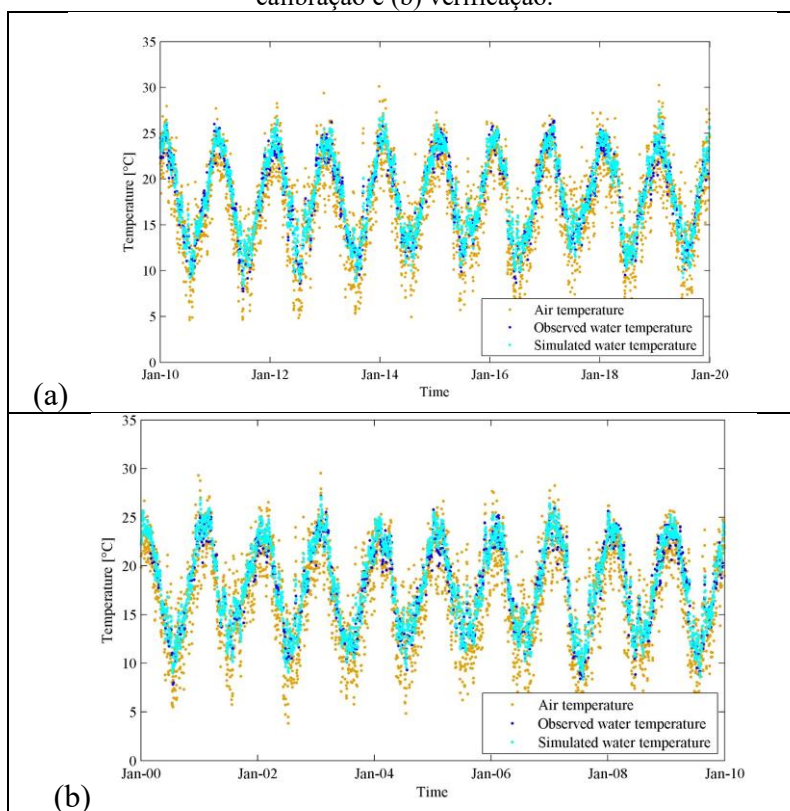 calibração e (b) verificação.
35
30
25
20
15
10
5
0
Temperature [°C]
Air temperature
Observed water temperature
Simulated water temperature
Jan-10 Jan-12 Jan-14 Jan-16 Jan-18 Jan-20
Time
(a)
35
30
25
20
15
10
5
0
Temperature [°C]
Air temperature
Observed water temperature
Simulated water temperature
Jan-00 Jan-02 Jan-04 Jan-06 Jan-08 Jan-10
Time
(b)